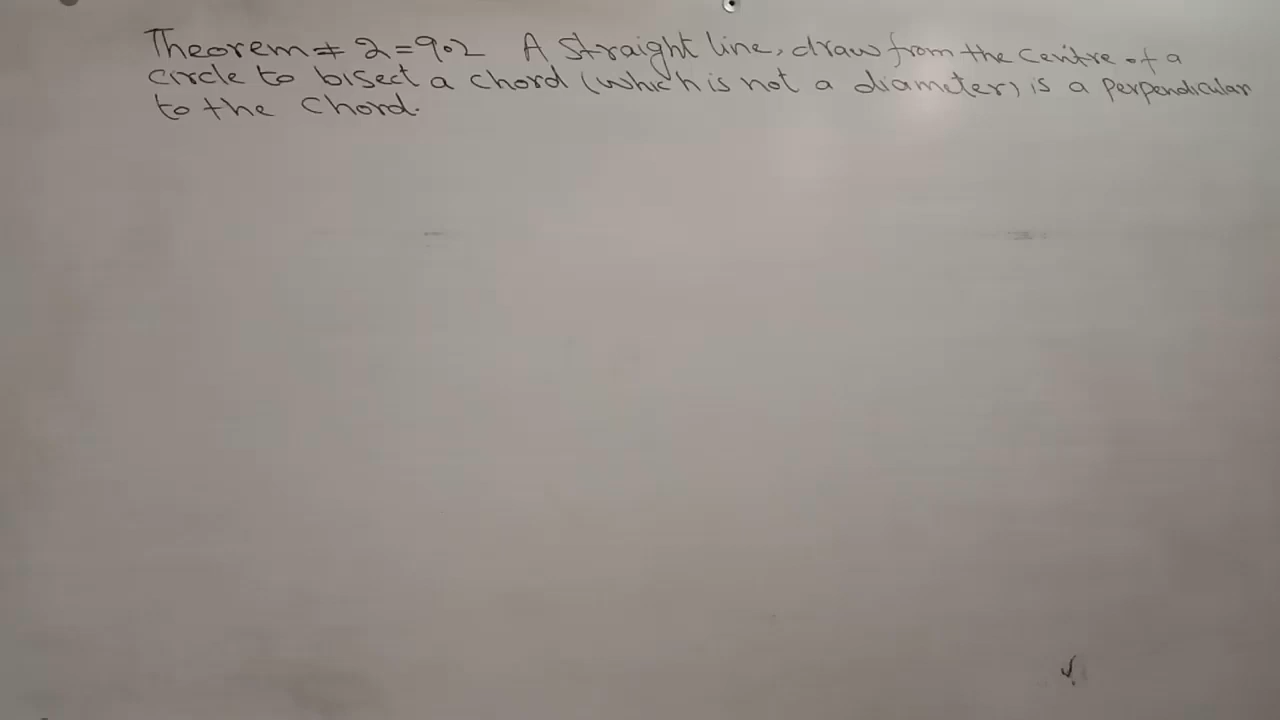 Theorem ≠ 2=9.2 A straight line, draw from the centre of a
circle to bisect a chord (which is not a diameter) is a perpendicular
to the chord.